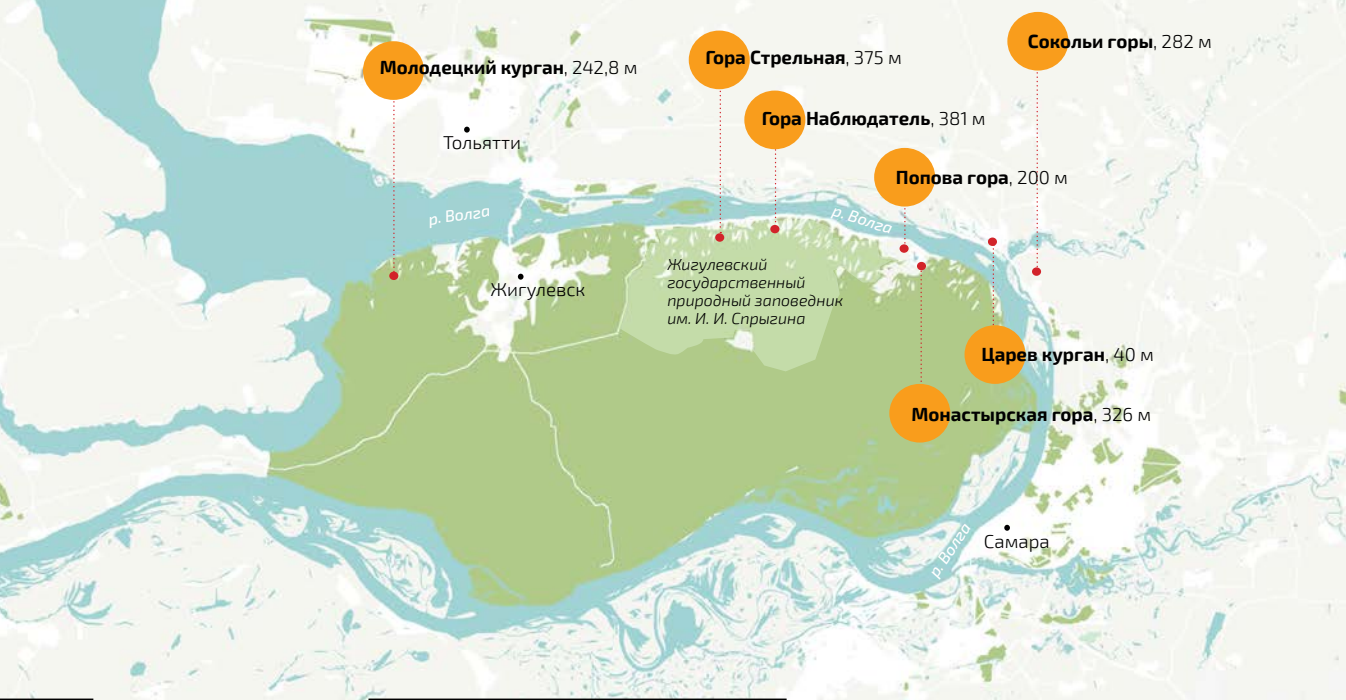 Сокольи горы, 282 м
Гора Стрельная, 375 м
Молодецкий курган, 242,8 м
Гора Наблюдатель, 381 м
Тольятти
Попова гора, 200 м
р. Волга
р. Волга
Жигулевский
государственный
природный заповедник
им. И. И. Спрыгина
Жигулевск
Царев курган, 40 м
Монастырская гора, 326 м
Самара
р. Волга